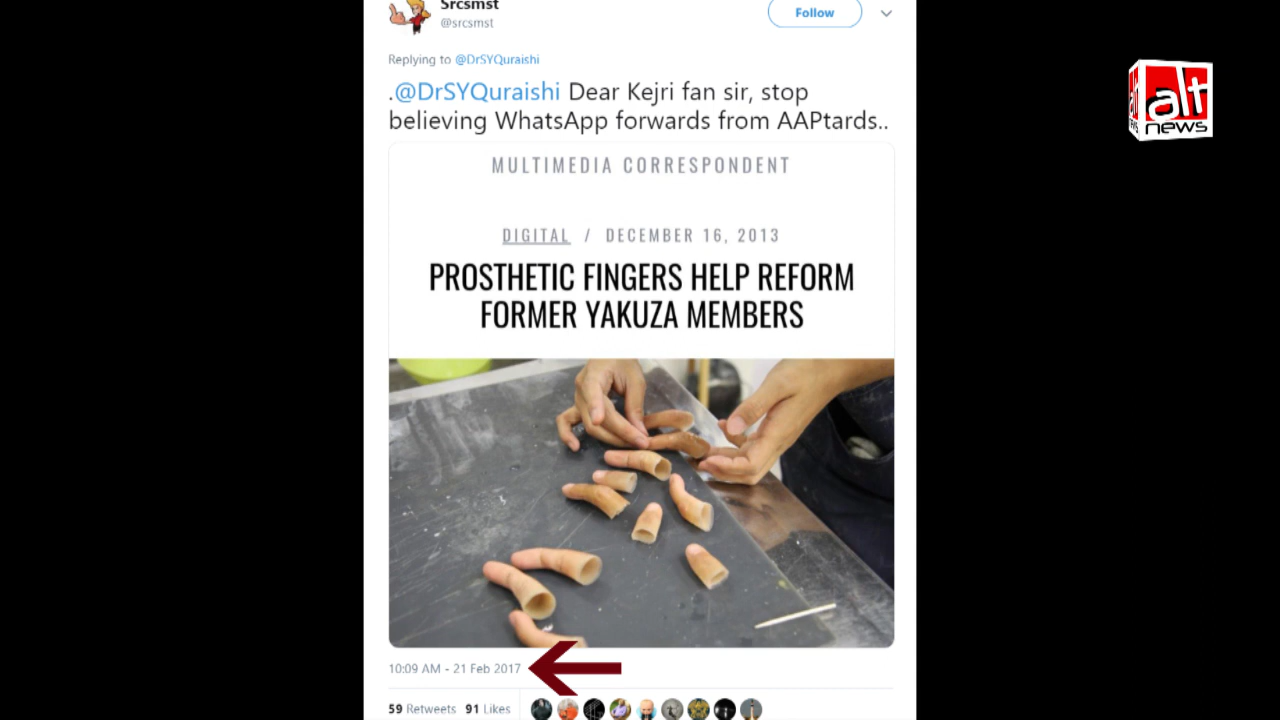 Srcsmst
@srcsmst
Follow
Replying to @DrSYQuraishi
.@DrSYQuraishi Dear Kejri fan sir, stop
believing WhatsApp forwards from AAPtards..
MULTIMEDIA CORRESPONDENT
DIGITAL / DECEMBER 16, 2013
PROSTHETIC FINGERS HELP REFORM
FORMER YAKUZA MEMBERS
10:09 AM - 21 Feb 2017
59 Retweets 91 Likes
alt
news